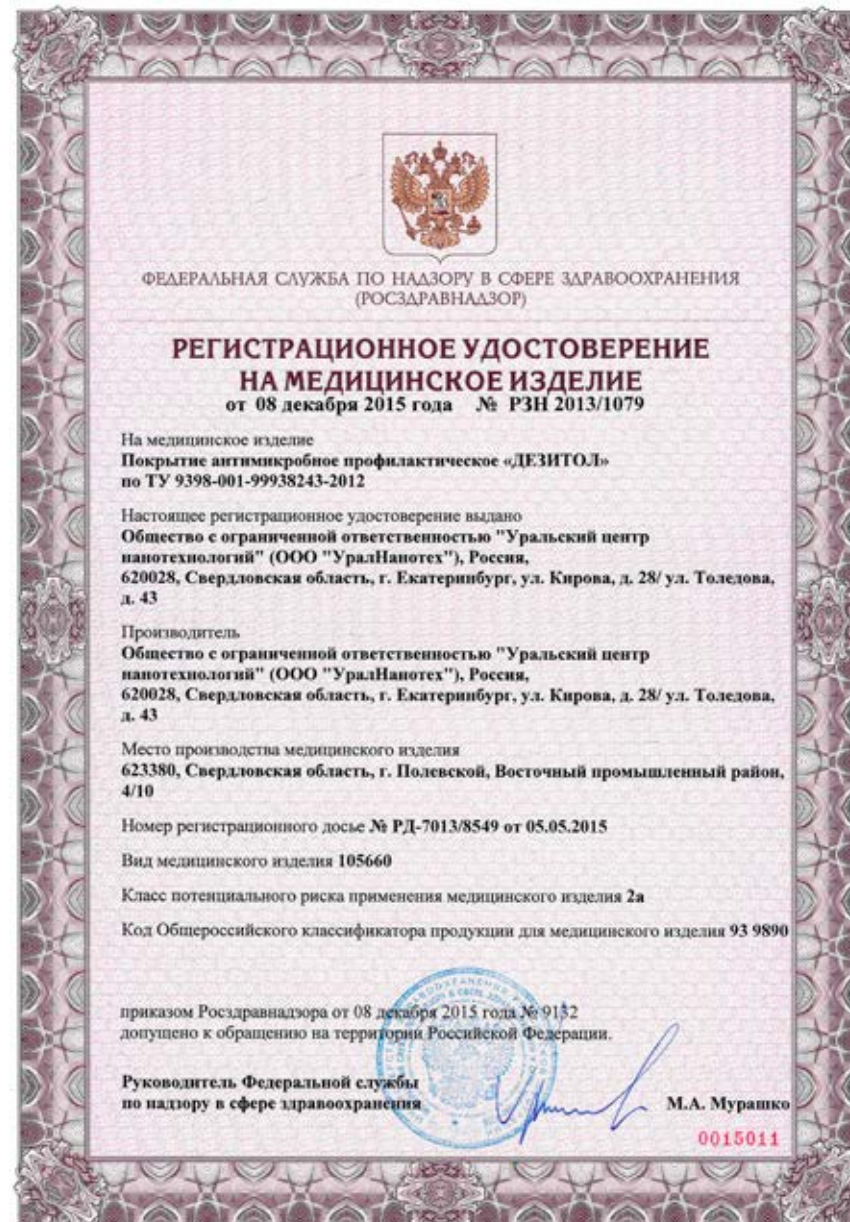 ФЕДЕРАЛЬНАЯ СЛУЖБА ПО НАДЗОРУ В СФЕРЕ ЗДРАВООХРАНЕНИЯ
(РОСЗДРАВНАДЗОР)
РЕГИСТРАЦИОННОЕ УДОСТОВЕРЕНИЕ
НА МЕДИЦИНСКОЕ ИЗДЕЛИЕ
от 08 декабря 2015 года № РЗН 2013/1079
На медицинское изделие
Покрытие антимикробное профилактическое «ДЕЗИТОЛ»
по ТУ 9398-001-99938243-2012
Настоящее регистрационное удостоверение выдано
Общество с ограниченной ответственностью "Уральский центр
нанотехнологий" (ООО "УралНанотех"), Россия,
620028, Свердловская область, г. Екатеринбург, ул. Кирова, д. 28/ ул. Толедова,
д. 43
Производитель
Общество с ограниченной ответственностью "Уральский центр
нанотехнологий" (ООО "УралНанотех"), Россия,
620028, Свердловская область, г. Екатеринбург, ул. Кирова, д. 28/ ул. Толедова,
д. 43
Место производства медицинского изделия
623380, Свердловская область, г. Полевской, Восточный промышленный район,
4/10
Номер регистрационного досье № РД-7013/8549 от 05.05.2015
Вид медицинского изделия 105660
Класс потенциального риска применения медицинского изделия 2а
Код Общероссийского классификатора продукции для медицинского изделия 93 9890
приказом Росздравнадзора от 08 декабря 2015 года № 9132
допущено к обращению на территории Российской Федерации.
Руководитель Федеральной службы
по надзору в сфере здравоохранения
М.А. Мурашко
0015011